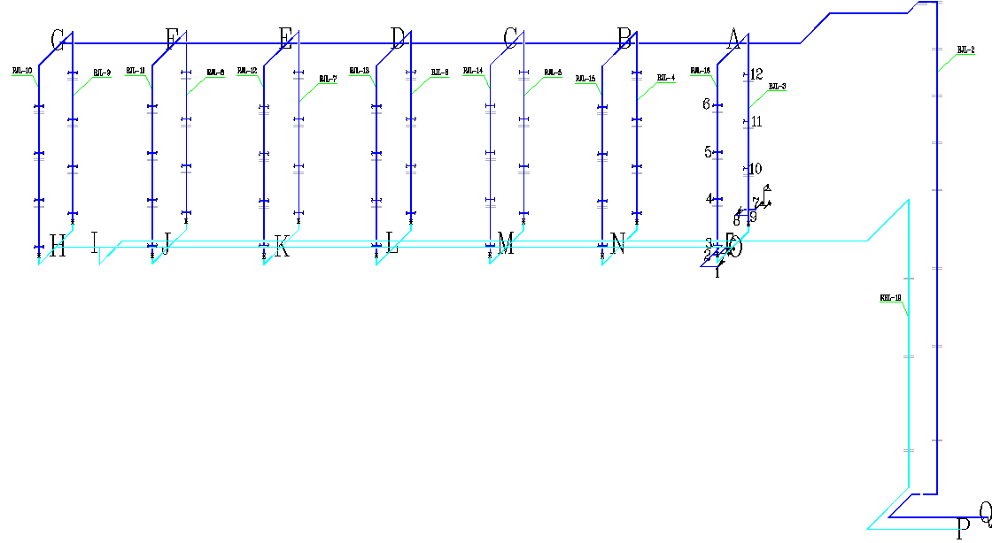 G F E D C B A
RJL-10 RJL-9 RJL-11 RJL-8 RJL-12 RJL-7 RJL-13 RJL-6 RJL-14 RJL-5 RJL-15 RJL-4 RJL-16 RJL-3 RJL-2
12
6
11
5
10
4
7
8 9
H I J K L M N 3 O
2
1
RHL-19
Q
P